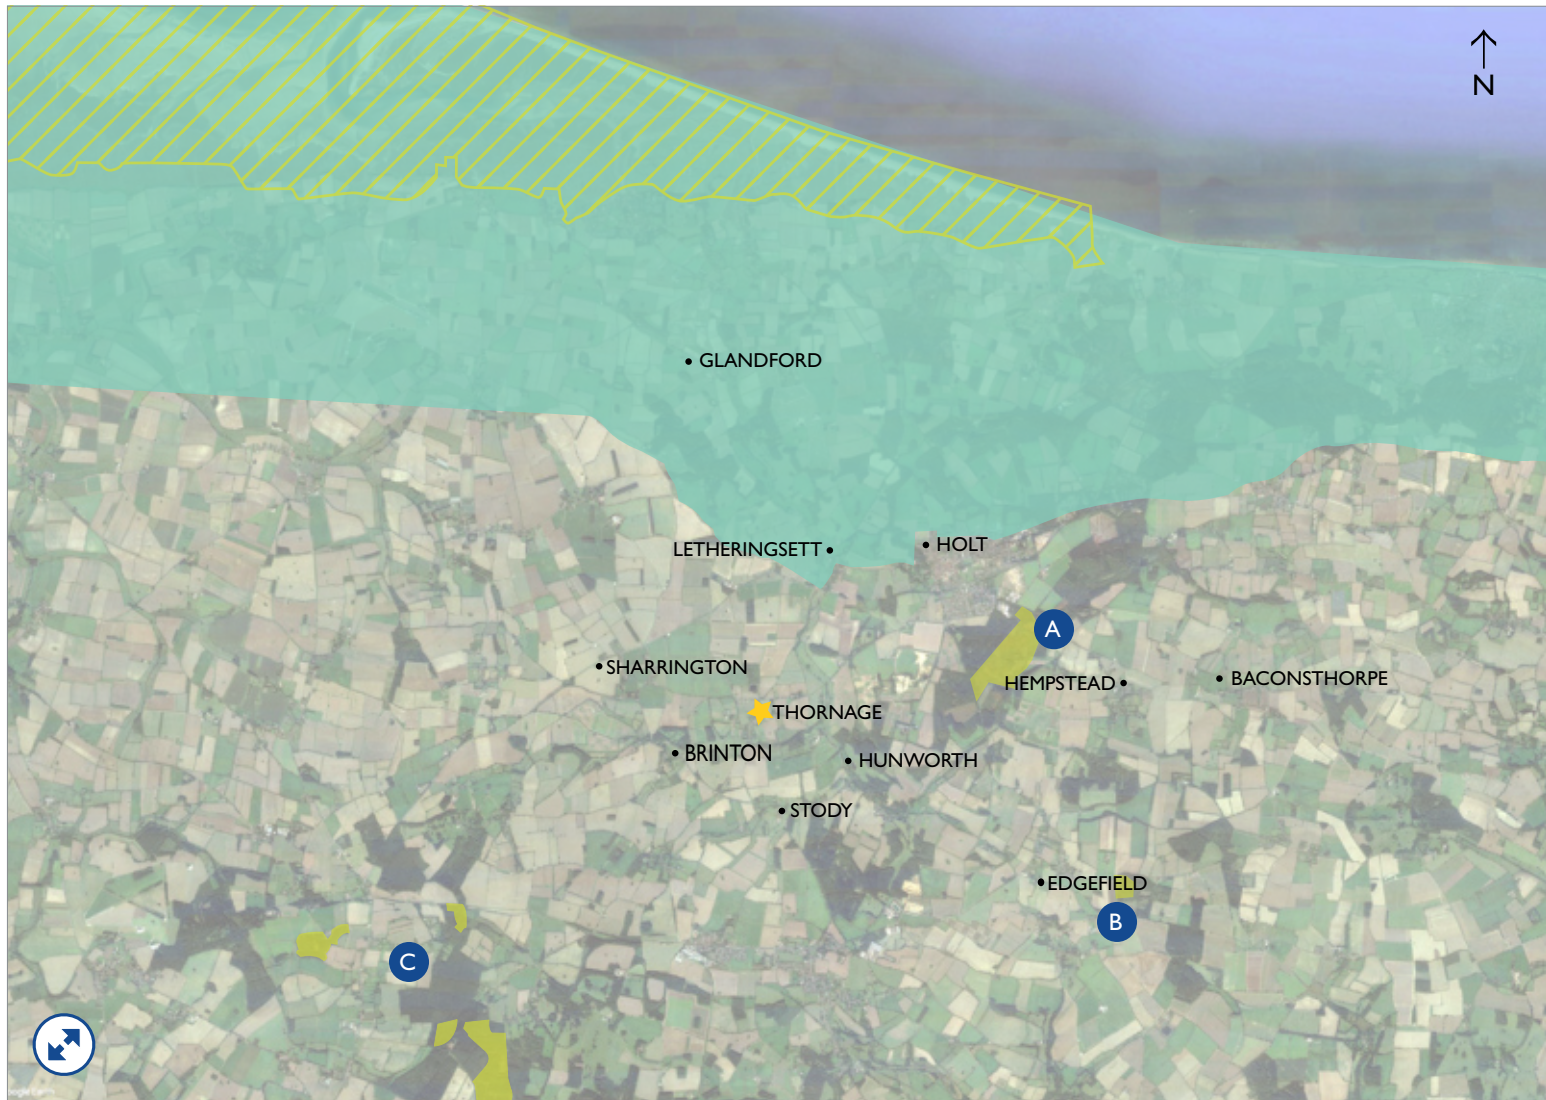 N
GLANDFORD
LETHERINGSETT
HOLT
A
SHARRINGTON
HEMPSTEAD
BACONSTHORPE
THORNAGE
BRINTON
HUNWORTH
STODY
EDGEFIELD
B
C